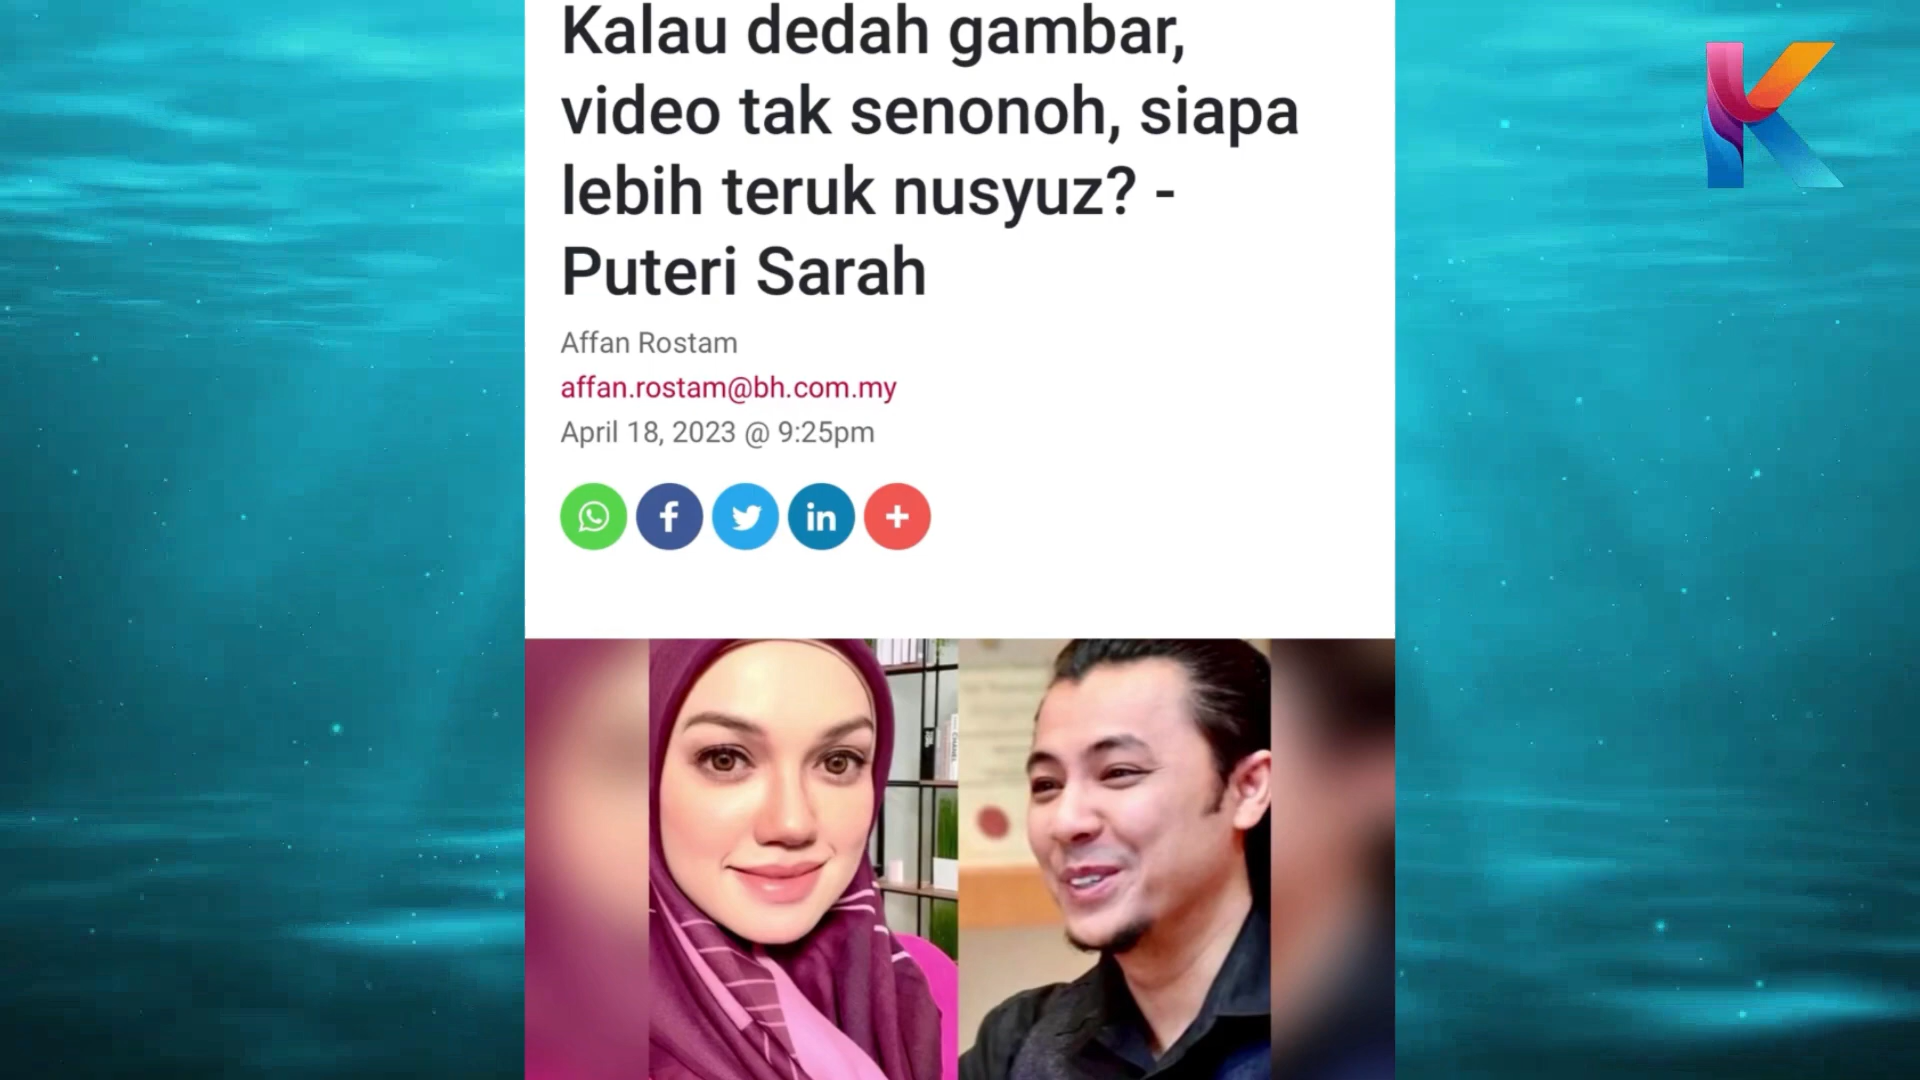 Kalau dedah gambar,
video tak senonoh, siapa
lebih teruk nusyuz? -
Puteri Sarah
Affan Rostam
affan.rostam@bh.com.my
April 18, 2023 @ 9:25pm